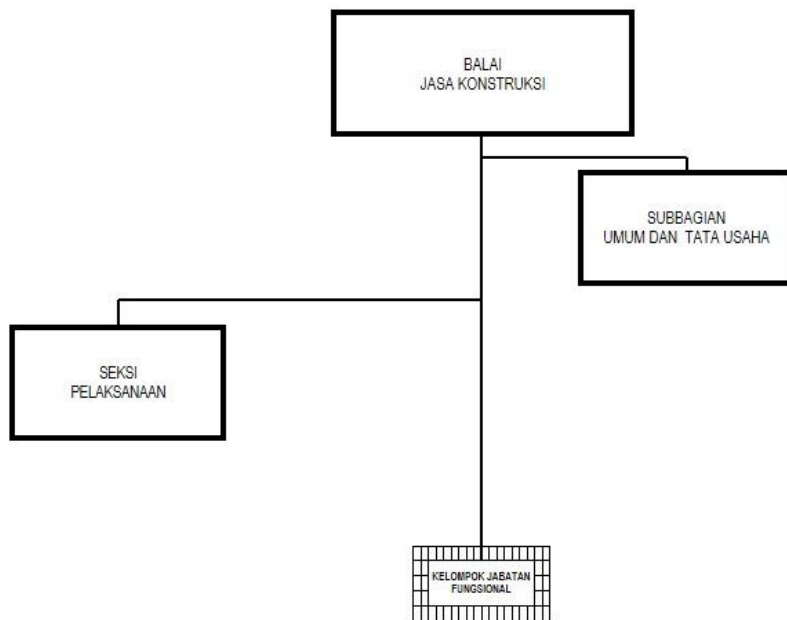 BALAI
JASA KONSTRUKSI
SUBBAGIAN
UMUM DAN TATA USAHA
SEKSI
PELAKSANAAN
KELOMPOK JABATAN
FUNGSIONAL